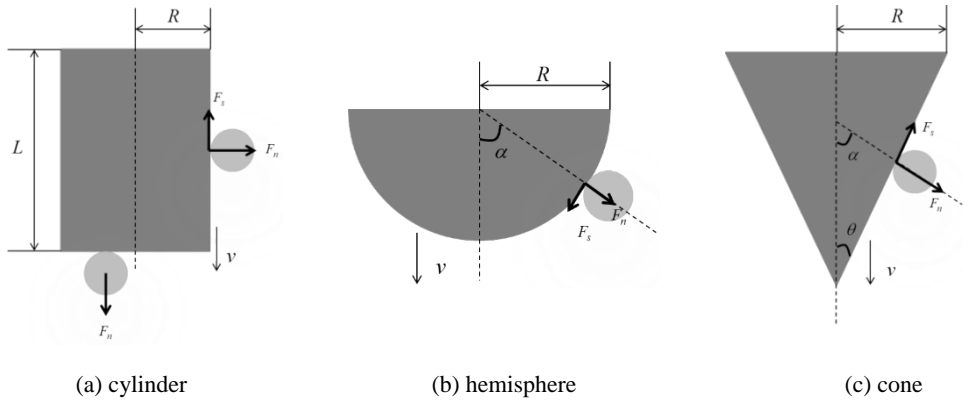 R
L
F_s
F_n
v
F_n
(a) cylinder
R
α
F_n
F_s
v
(b) hemisphere
R
F_s
α
F_n
θ
v
(c) cone